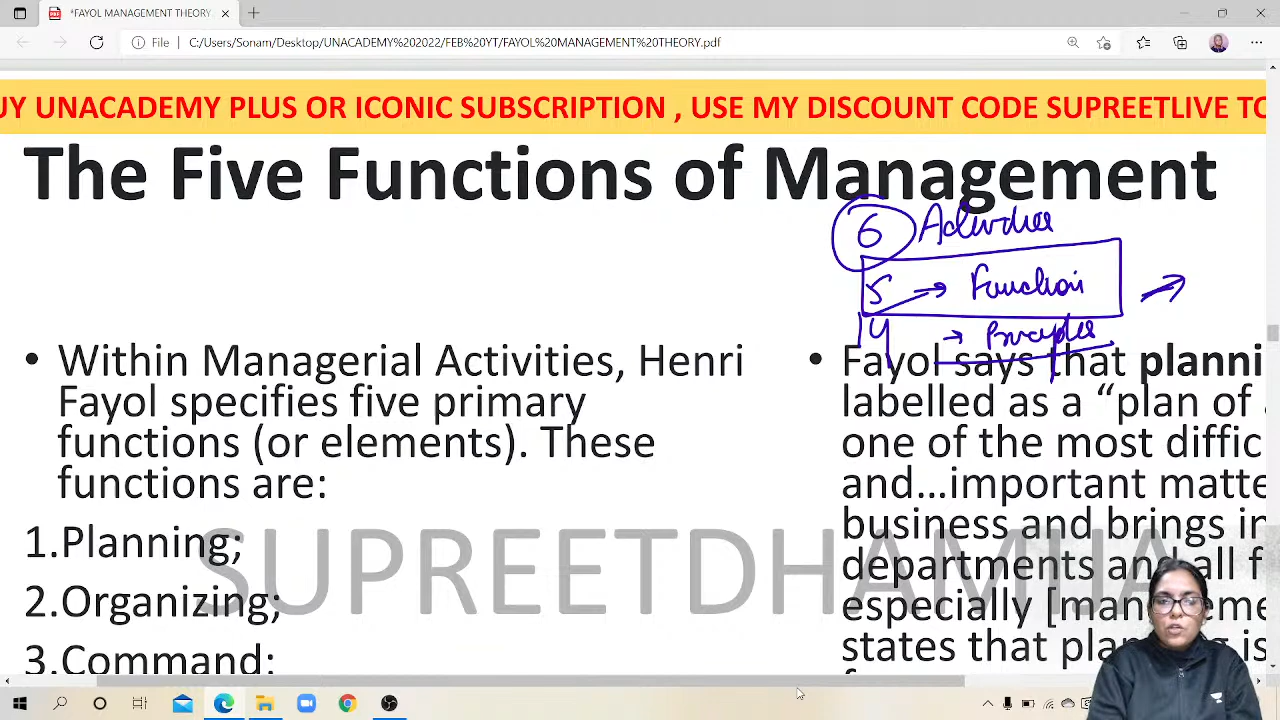 *FAYOL MANAGEMENT THEORY
File C:/Users/Sonam/Desktop/UNACADEMY%202022/FEB%20YT/FAYOL%20MANAGEMENT%20THEORY.pdf
UY UNACADEMY PLUS OR ICONIC SUBSCRIPTION , USE MY DISCOUNT CODE SUPREETLIVE TO
The Five Functions of Management
6 Activities
5 → Function
14 → Principles
• Within Managerial Activities, Henri
Fayol specifies five primary
functions (or elements). These
functions are:
1.Planning;
2.Organizing;
3.Command;
• Fayol says that planni
labelled as a “plan of a
one of the most diffic
and…important matte
business and brings in
departments and all f
especially
states that is
SUPREETDHAMIJA